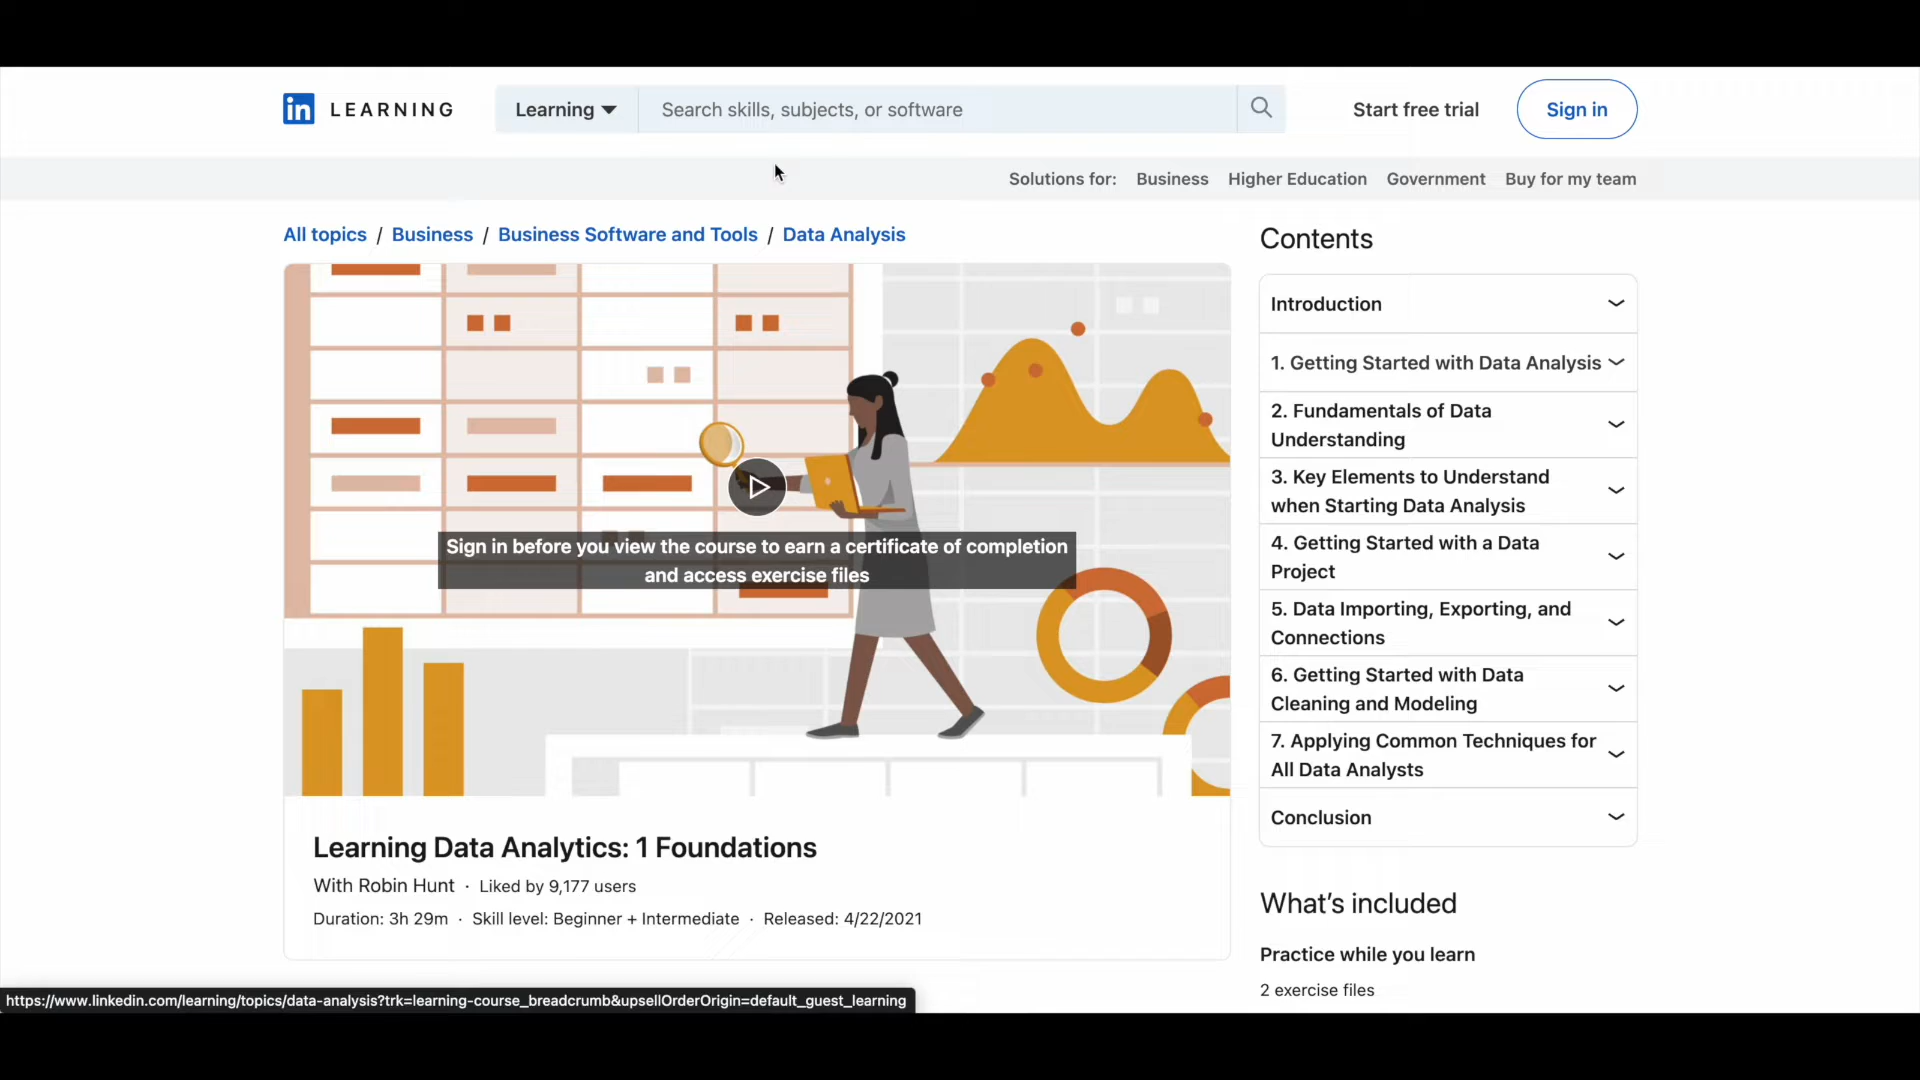 in LEARNING
Learning
Search skills, subjects, or software
Start free trial
Sign in
Solutions for: Business Higher Education Government Buy for my team
All topics / Business / Business Software and Tools / Data Analysis
Sign in before you view the course to earn a certificate of completion
and access exercise files
Learning Data Analytics: 1 Foundations
With Robin Hunt · Liked by 9,177 users
Duration: 3h 29m · Skill level: Beginner + Intermediate · Released: 4/22/2021
Contents
Introduction
1. Getting Started with Data Analysis
2. Fundamentals of Data
Understanding
3. Key Elements to Understand
when Starting Data Analysis
4. Getting Started with a Data
Project
5. Data Importing, Exporting, and
Connections
6. Getting Started with Data
Cleaning and Modeling
7. Applying Common Techniques for
All Data Analysts
Conclusion
What's included
Practice while you learn
2 exercise files
https://www.linkedin.com/learning/topics/data-analysis?trk=learning-course_breadcrumb&upsellOrderOrigin=default_guest_learning